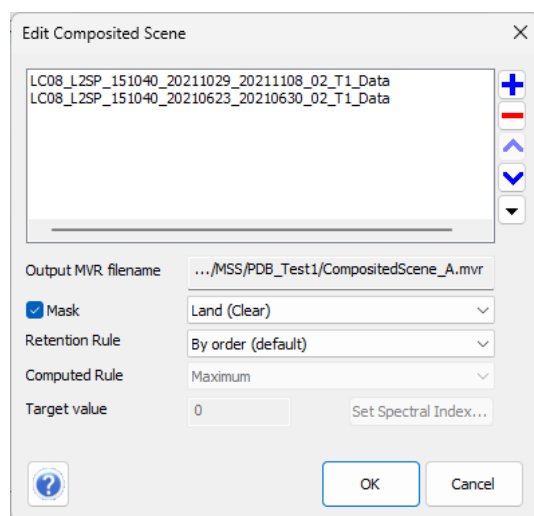 Edit Composited Scene
LC08_L2SP_151040_20211029_20211108_02_T1_Data
LC08_L2SP_151040_20210623_20210630_02_T1_Data
Output MVR filename .../MSS/PDB_Test1/CompositedScene_A.mvr
Mask Land (Clear)
Retention Rule By order (default)
Computed Rule Maximum
Target value 0 Set Spectral Index...
? OK Cancel